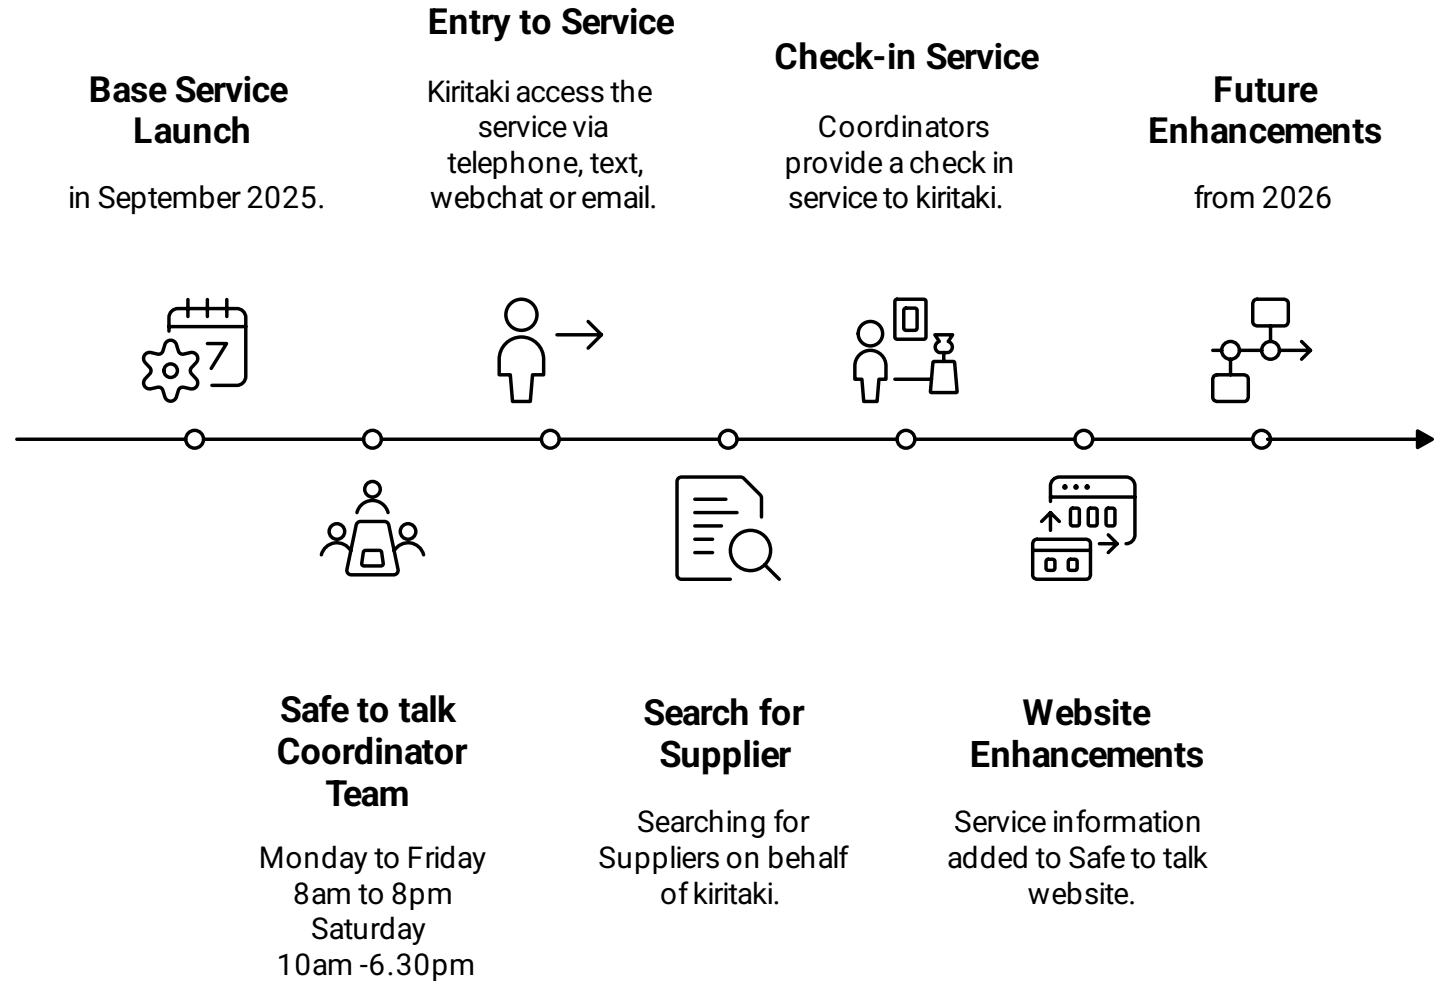 Base Service
Launch
in September 2025.
Safe to talk
Coordinator
Team
Monday to Friday
8am to 8pm
Saturday
10am -6.30pm
Entry to Service
Kiritaki access the
service via
telephone, text,
webchat or email.
Search for
Supplier
Searching for
Suppliers on behalf
of kiritaki.
Check-in Service
Coordinators
provide a check in
service to kiritaki.
Website
Enhancements
Service information
added to Safe to talk
website.
Future
Enhancements
from 2026
7